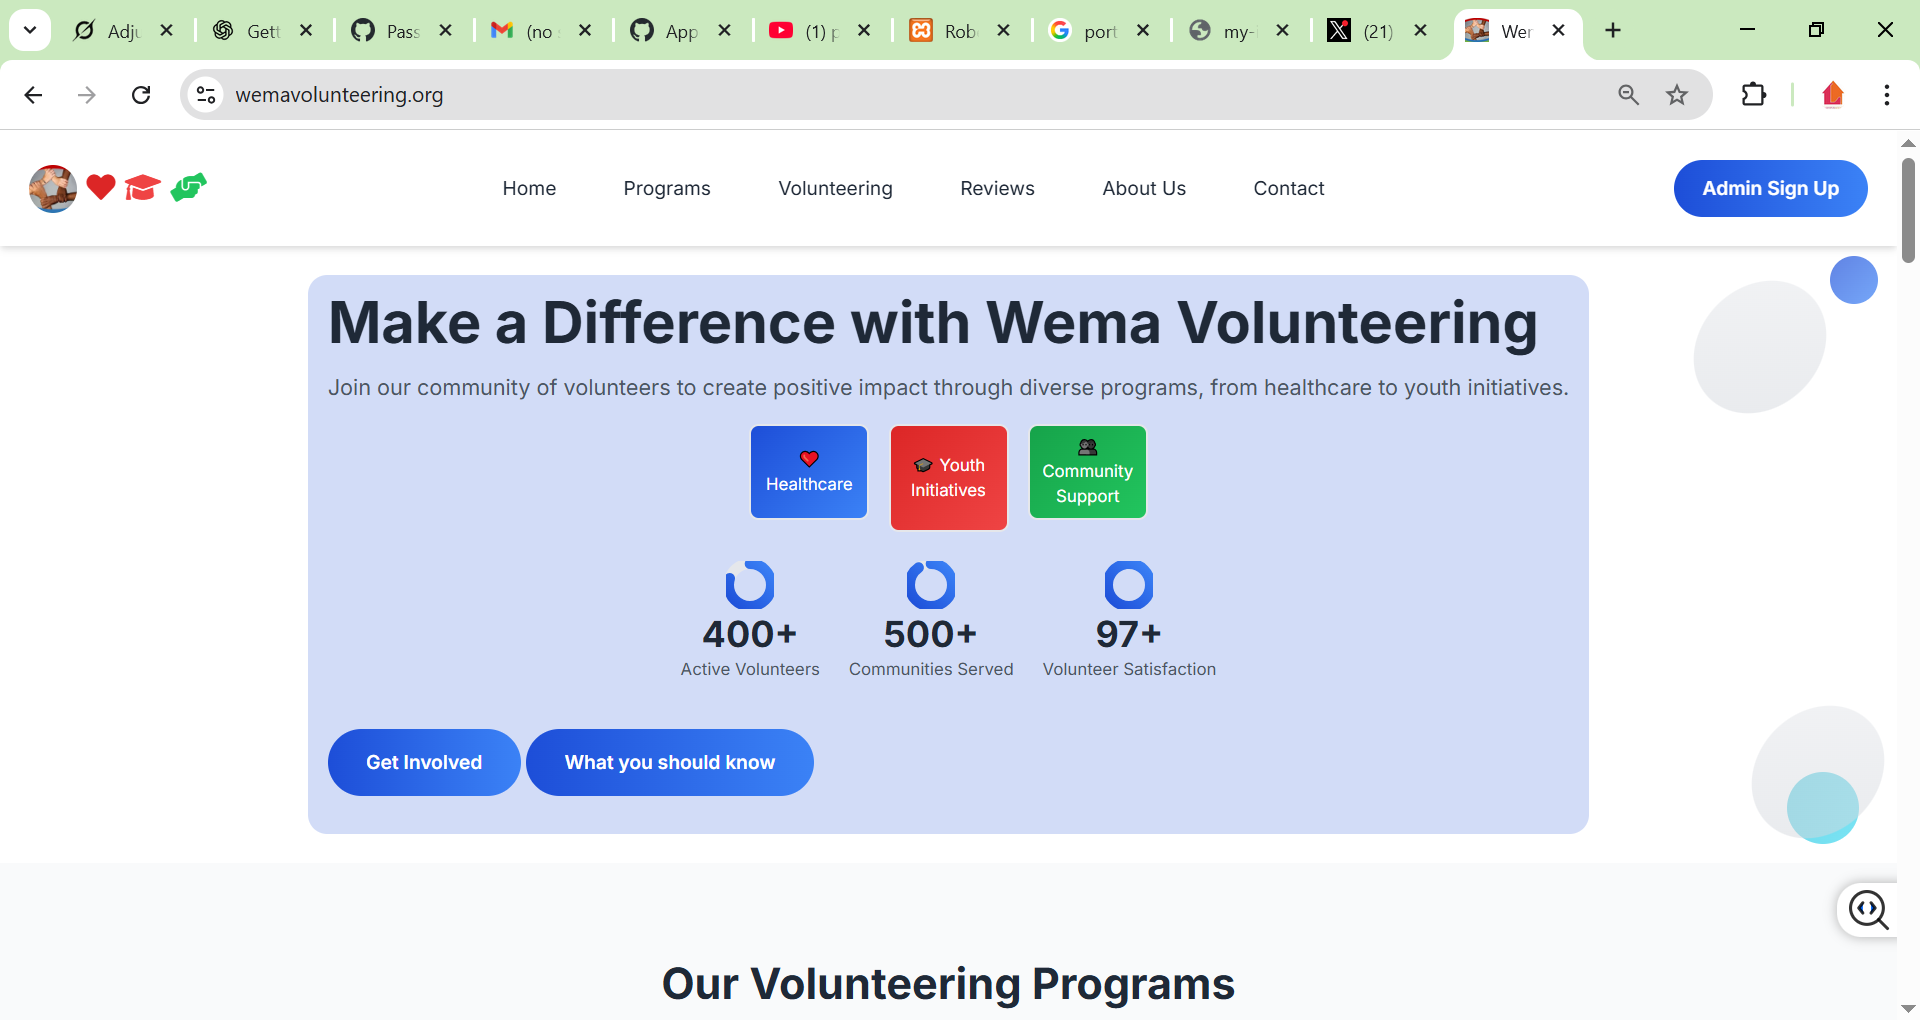 Adju
Gett
Pass
(no s
App
(1) p
Rob
port
my-i
(21)
Wem
wemavolunteering.org
Home
Programs
Volunteering
Reviews
About Us
Contact
Admin Sign Up
Make a Difference with Wema Volunteering
Join our community of volunteers to create positive impact through diverse programs, from healthcare to youth initiatives.
Healthcare
Youth
Initiatives
Community
Support
400+
Active Volunteers
500+
Communities Served
97+
Volunteer Satisfaction
Get Involved
What you should know
Our Volunteering Programs